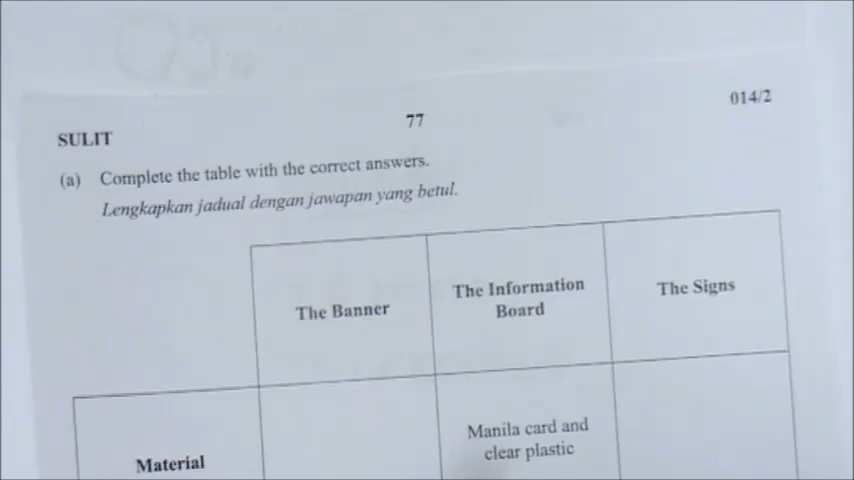 SULIT
77
014/2
(a) Complete the table with the correct answers.
Lengkapkan jadual dengan jawapan yang betul.
The Banner
The Information
Board
The Signs
Material
Manila card and
clear plastic